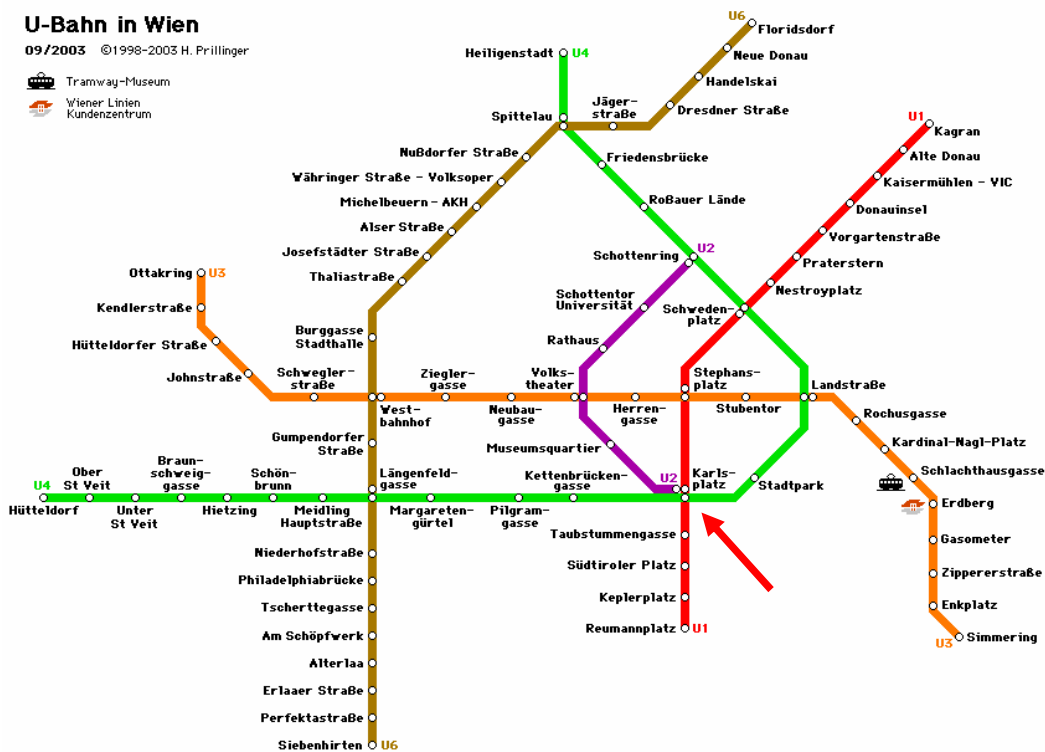 U-Bahn in Wien
09/2003 ©1998-2003 H. Prillinger
Tramway-Museum
Wiener Linien
Kundenzentrum
U6
Floridsdorf
Neue Donau
Handelskai
Dresdner Straße
Jäger-
straße
Heiligenstadt
U4
Spittelau
Nußdorfer Straße
Währinger Straße - Volksoper
Michelbeuern - AKH
Alser Straße
Josefstädter Straße
Thaliastraße
Burggasse
Stadthalle
Friedensbrücke
Roßauer Lände
U1
Kagran
Alte Donau
Kaisermühlen - VIC
Donauinsel
Vorgartenstraße
Praterstern
Nestroyplatz
Schweden-
platz
U2
Schottenring
Schottentor
Universität
Rathaus
Volks-
theater
Ottakring
U3
Kendlerstraße
Hütteldorfer Straße
Johnstraße
Schwegler-
straße
West-
bahnhof
Ziegler-
gasse
Neubau-
gasse
Herren-
gasse
Stephans-
platz
Stubentor
Landstraße
Rochusgasse
Kardinal-Nagl-Platz
Schlachthausgasse
Erdberg
Gasometer
Zippererstraße
Enkplatz
U3
Simmering
Gumpendorfer
Straße
Museumsquartier
U2
Karls-
platz
Stadtpark
U4
Hütteldorf
Ober
St Veit
Unter
St Veit
Braun-
schweig-
gasse
Hietzing
Schön-
brunn
Meidling
Hauptstraße
Längenfeld-
gasse
Margareten-
gürtel
Pilgram-
gasse
Kettenbrücken-
gasse
Taubstummengasse
Südtiroler Platz
Keplerplatz
Reumannplatz
U1
Niederhofstraße
Philadelphiabrücke
Tscherttegasse
Am Schöpfwerk
Alterlaa
Erlaaer Straße
Perfektastraße
Siebenhirten
U6